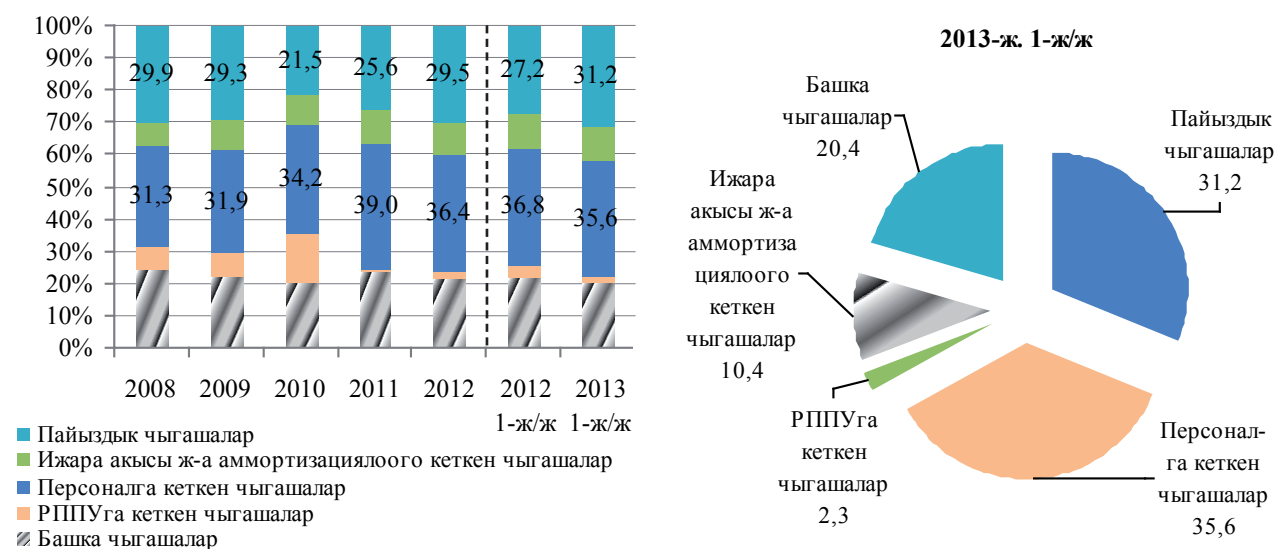 100%
90%
80%
70%
60%
50%
40%
30%
20%
10%
0%
29,9 29,3 21,5 25,6 29,5 27,2 31,2
31,3 31,9 34,2 39,0 36,4 36,8 35,6
2008 2009 2010 2011 2012 2012 2013
1-ж/ж 1-ж/ж
Пайыздык чыгашалар
Ижара акысы ж-а аммортизациялоого кеткен чыгашалар
Персоналга кеткен чыгашалар
РППУга кеткен чыгашалар
Башка чыгашалар
2013-ж. 1-ж/ж
Башка
чыгашалар
20,4
Пайыздык
чыгашалар
31,2
Ижара
акысы ж-а
аммортиза
циялоого
кеткен
чыгашалар
10,4
РППУга
кеткен
чыгашалар
2,3
Персонал-
га кеткен
чыгашалар
35,6